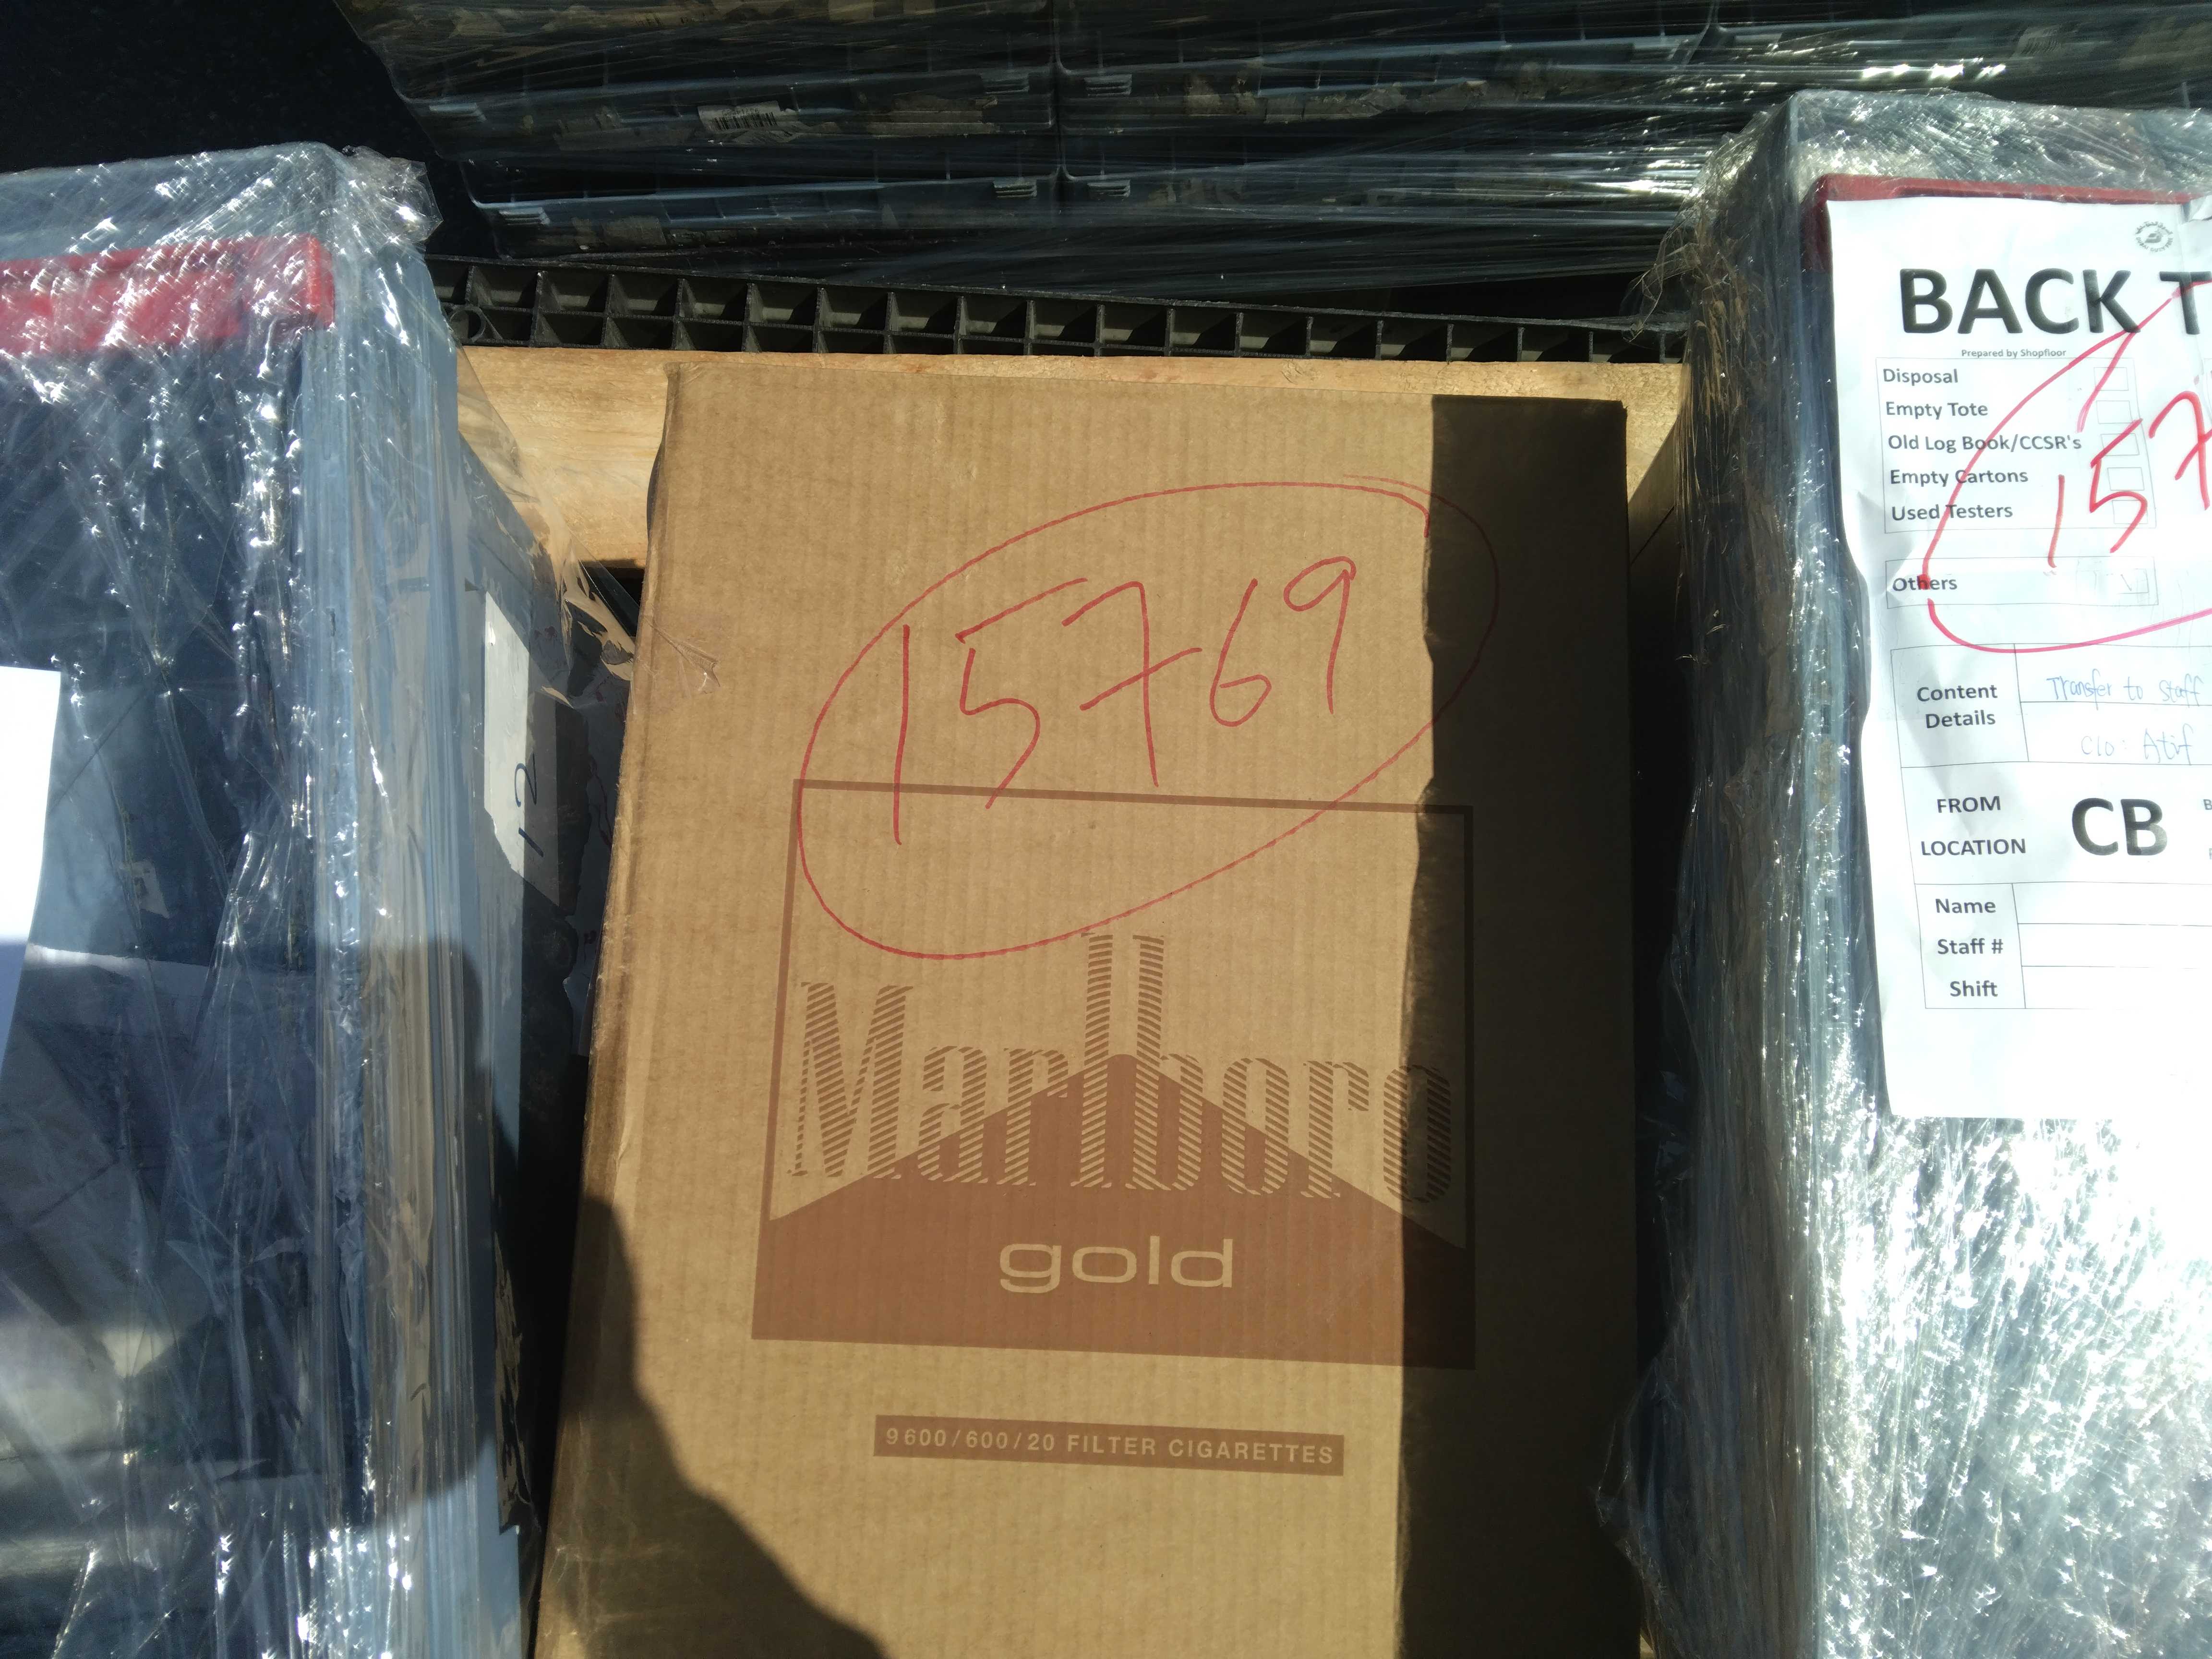 15769
Marlboro
gold
9600/600/20 FILTER CIGARETTES
12
BACK T
Prepared by Shopfloor
Disposal
Empty Tote
Old Log Book/CCSR's
Empty Cartons
Used Testers
157
Others
Content Details
Transfer to staff
C/o: Atif
FROM LOCATION
CB
Name
Staff #
Shift